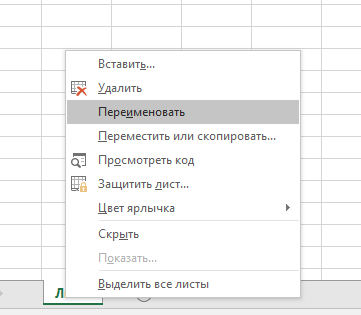 Вставить...
Удалить
Переименовать
Переместить или скопировать...
Просмотреть код
Защитить лист...
Цвет ярлычка
Скрыть
Показать...
Выделить все листы